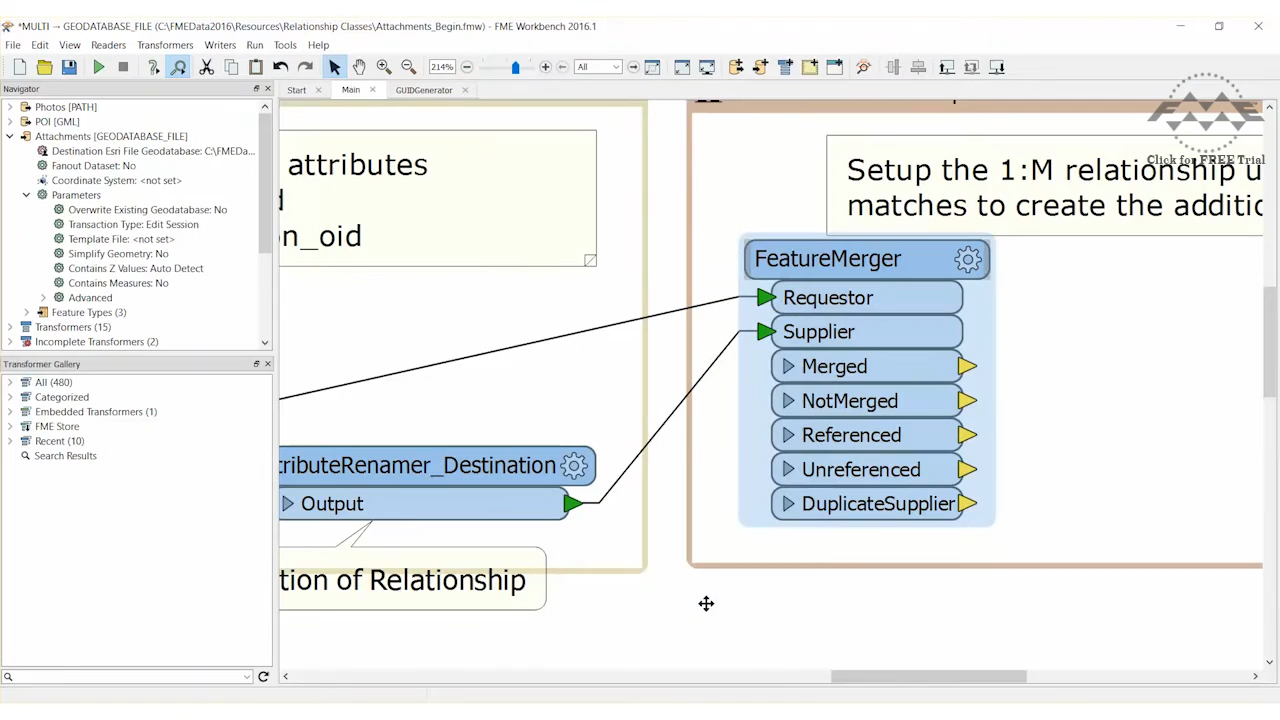 *MULTI → GEODATABASE_FILE (C:\FMEData2016\Resources\Relationship Classes\Attachments_Begin.fmw) - FME Workbench 2016.1
File Edit View Readers Transformers Writers Run Tools Help
214% All
Navigator
Start Main GUIDGenerator
Photos [PATH]
POI [GML]
Attachments [GEODATABASE_FILE]
Destination Esri File Geodatabase: C:\FMEDa...
Fanout Dataset: No
Coordinate System: <not set>
Parameters
Overwrite Existing Geodatabase: No
Transaction Type: Edit Session
Template File: <not set>
Simplify Geometry: No
Contains Z Values: Auto Detect
Contains Measures: No
Advanced
Feature Types (3)
Transformers (15)
Incomplete Transformers (2)
Transformer Gallery
All (480)
Categorized
Embedded Transformers (1)
FME Store
Recent (10)
Search Results
attributes
n_oid
tributeRenamer_Destination
Output
tion of Relationship
FME
Click for FREE Trial
Setup the 1:M relationship u
matches to create the additio
FeatureMerger
Requestor
Supplier
Merged
NotMerged
Referenced
Unreferenced
DuplicateSupplier